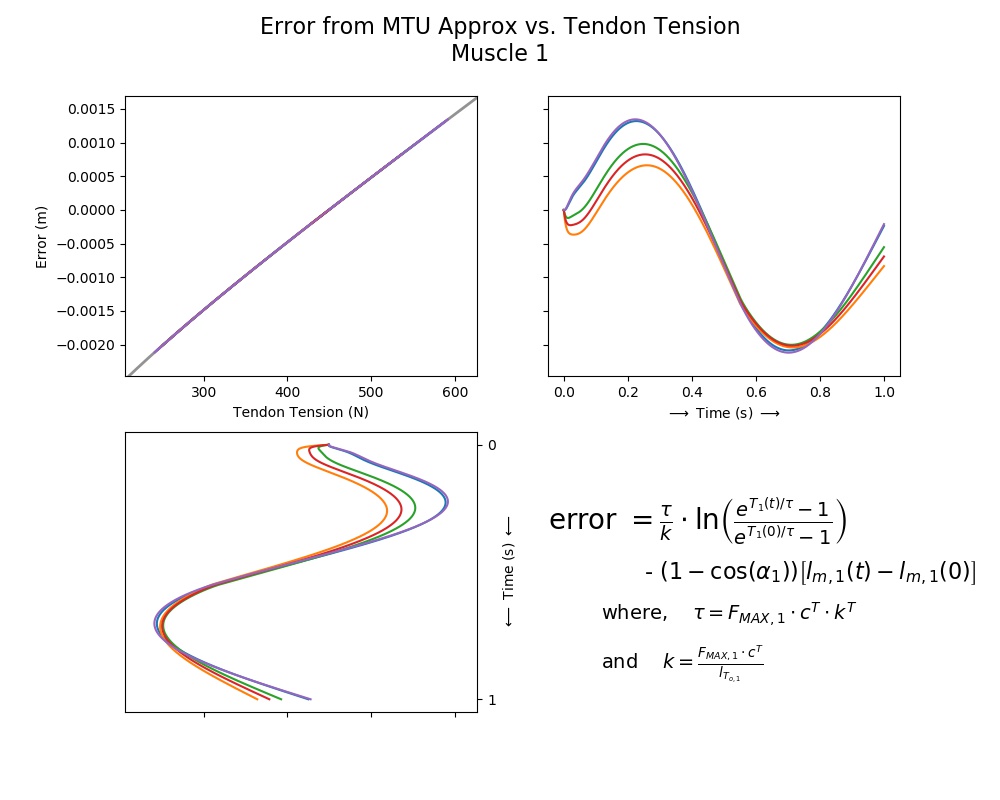 Error from MTU Approx vs. Tendon Tension
Muscle 1
Error (m)
0.0015
0.0010
0.0005
0.0000
−0.0005
−0.0010
−0.0015
−0.0020
300 400 500 600
Tendon Tension (N)
0.0 0.2 0.4 0.6 0.8 1.0
⟶ Time (s) ⟶
0
⟵ Time (s) ⟵
1
error = τ/k · ln((e^{T_1(t)/τ} − 1)/(e^{T_1(0)/τ} − 1))
- (1 − cos(α_1))[l_{m,1}(t) − l_{m,1}(0)]
where, τ = F_{MAX,1} · c^T · k^T
and k = F_{MAX,1} · c^T / l_{T_{o,1}}